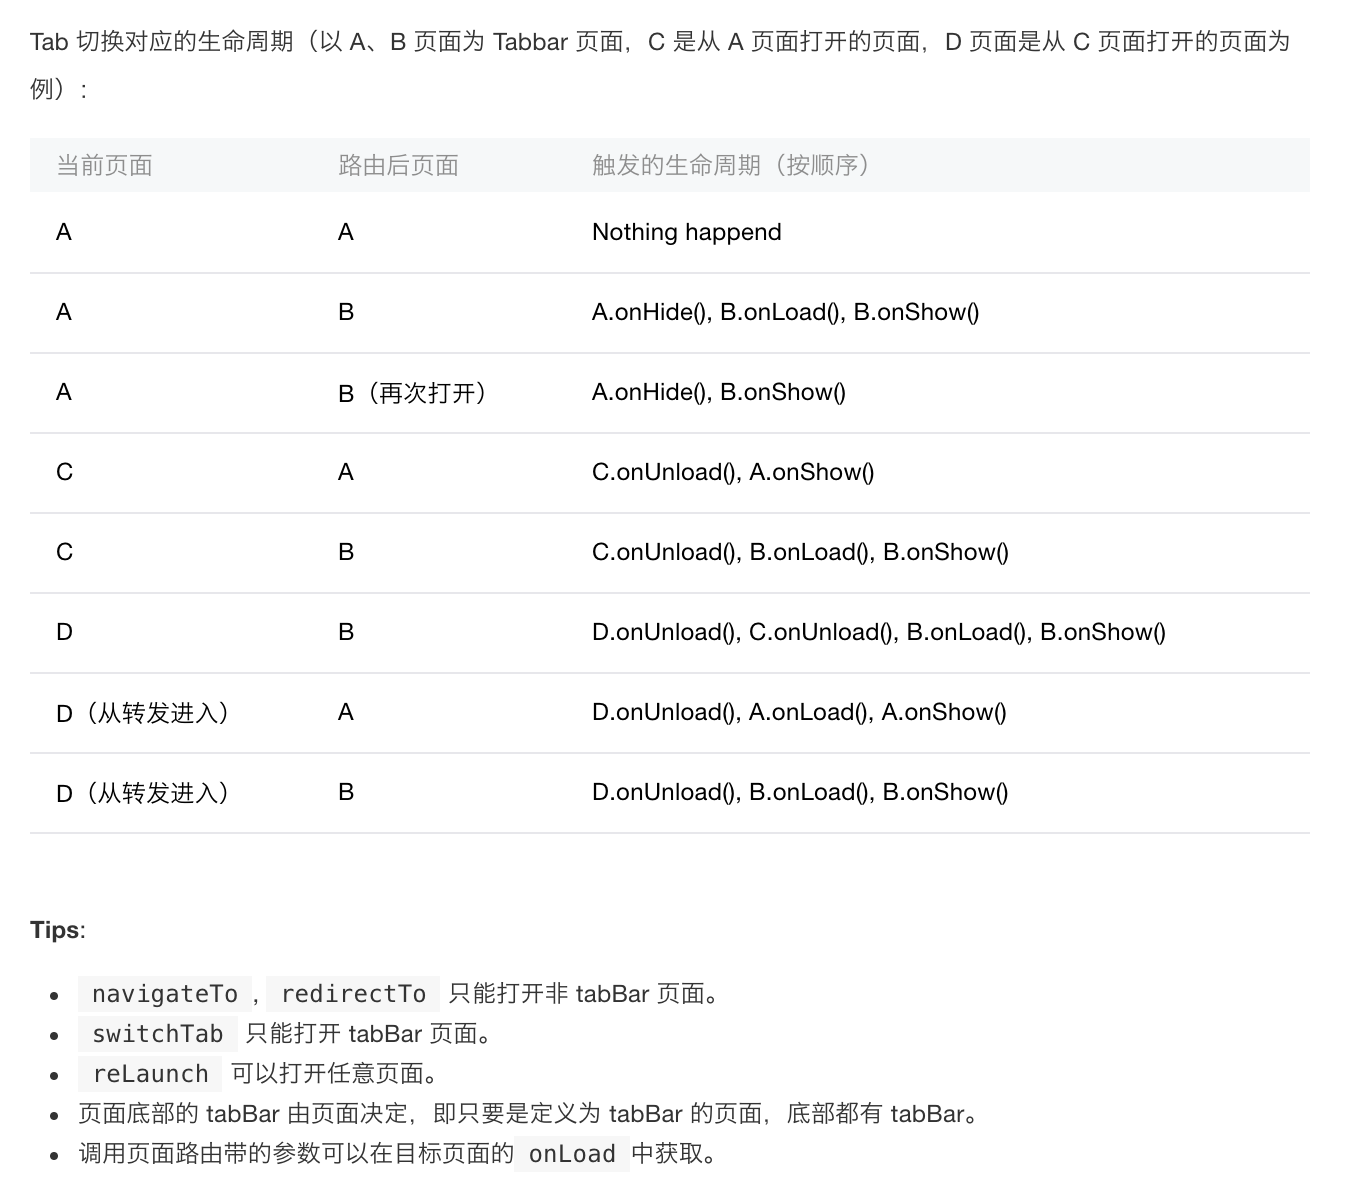 Tab 切换对应的生命周期（以 A、B 页面为 Tabbar 页面，C 是从 A 页面打开的页面，D 页面是从 C 页面打开的页面为
例）:
当前页面 路由后页面 触发的生命周期（按顺序）
A A Nothing happend
A B A.onHide(), B.onLoad(), B.onShow()
A B（再次打开） A.onHide(), B.onShow()
C A C.onUnload(), A.onShow()
C B C.onUnload(), B.onLoad(), B.onShow()
D B D.onUnload(), C.onUnload(), B.onLoad(), B.onShow()
D（从转发进入） A D.onUnload(), A.onLoad(), A.onShow()
D（从转发进入） B D.onUnload(), B.onLoad(), B.onShow()
Tips:
• navigateTo , redirectTo 只能打开非 tabBar 页面。
• switchTab 只能打开 tabBar 页面。
• reLaunch 可以打开任意页面。
• 页面底部的 tabBar 由页面决定，即只要是定义为 tabBar 的页面，底部都有 tabBar。
• 调用页面路由带的参数可以在目标页面的 onLoad 中获取。